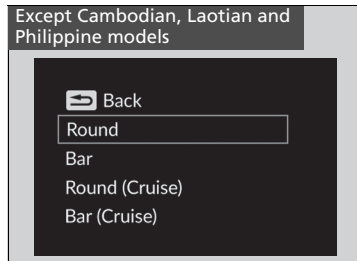 Except Cambodian, Laotian and
Philippine models
Back
Round
Bar
Round (Cruise)
Bar (Cruise)